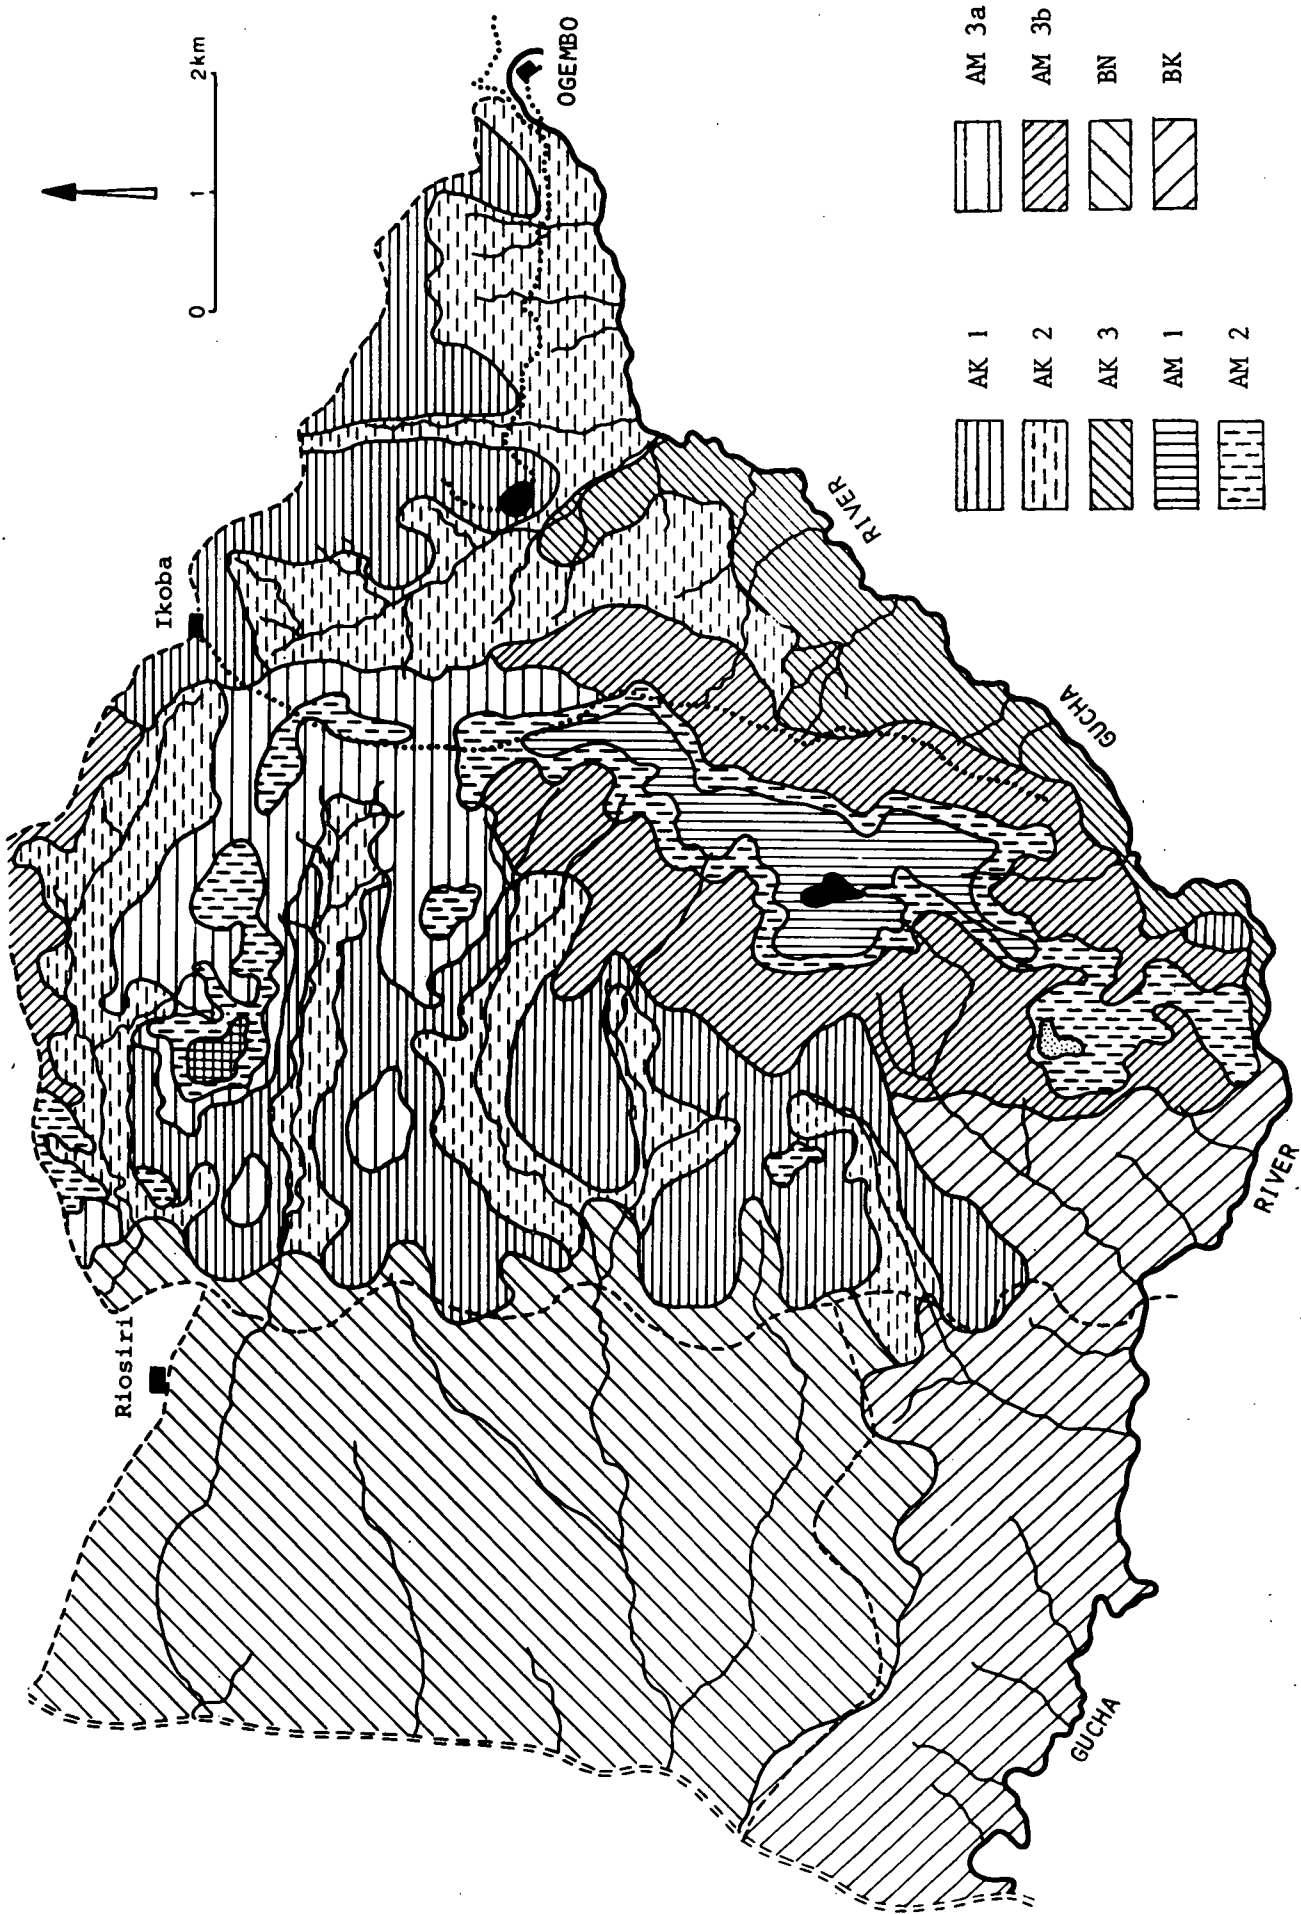 Riosiri
Ikoba
0 1 2km
OGEMBO
GUCHA
RIVER
GUCHA
RIVER
AK 1
AK 2
AK 3
AM 1
AM 2
AM 3a
AM 3b
BN
BK